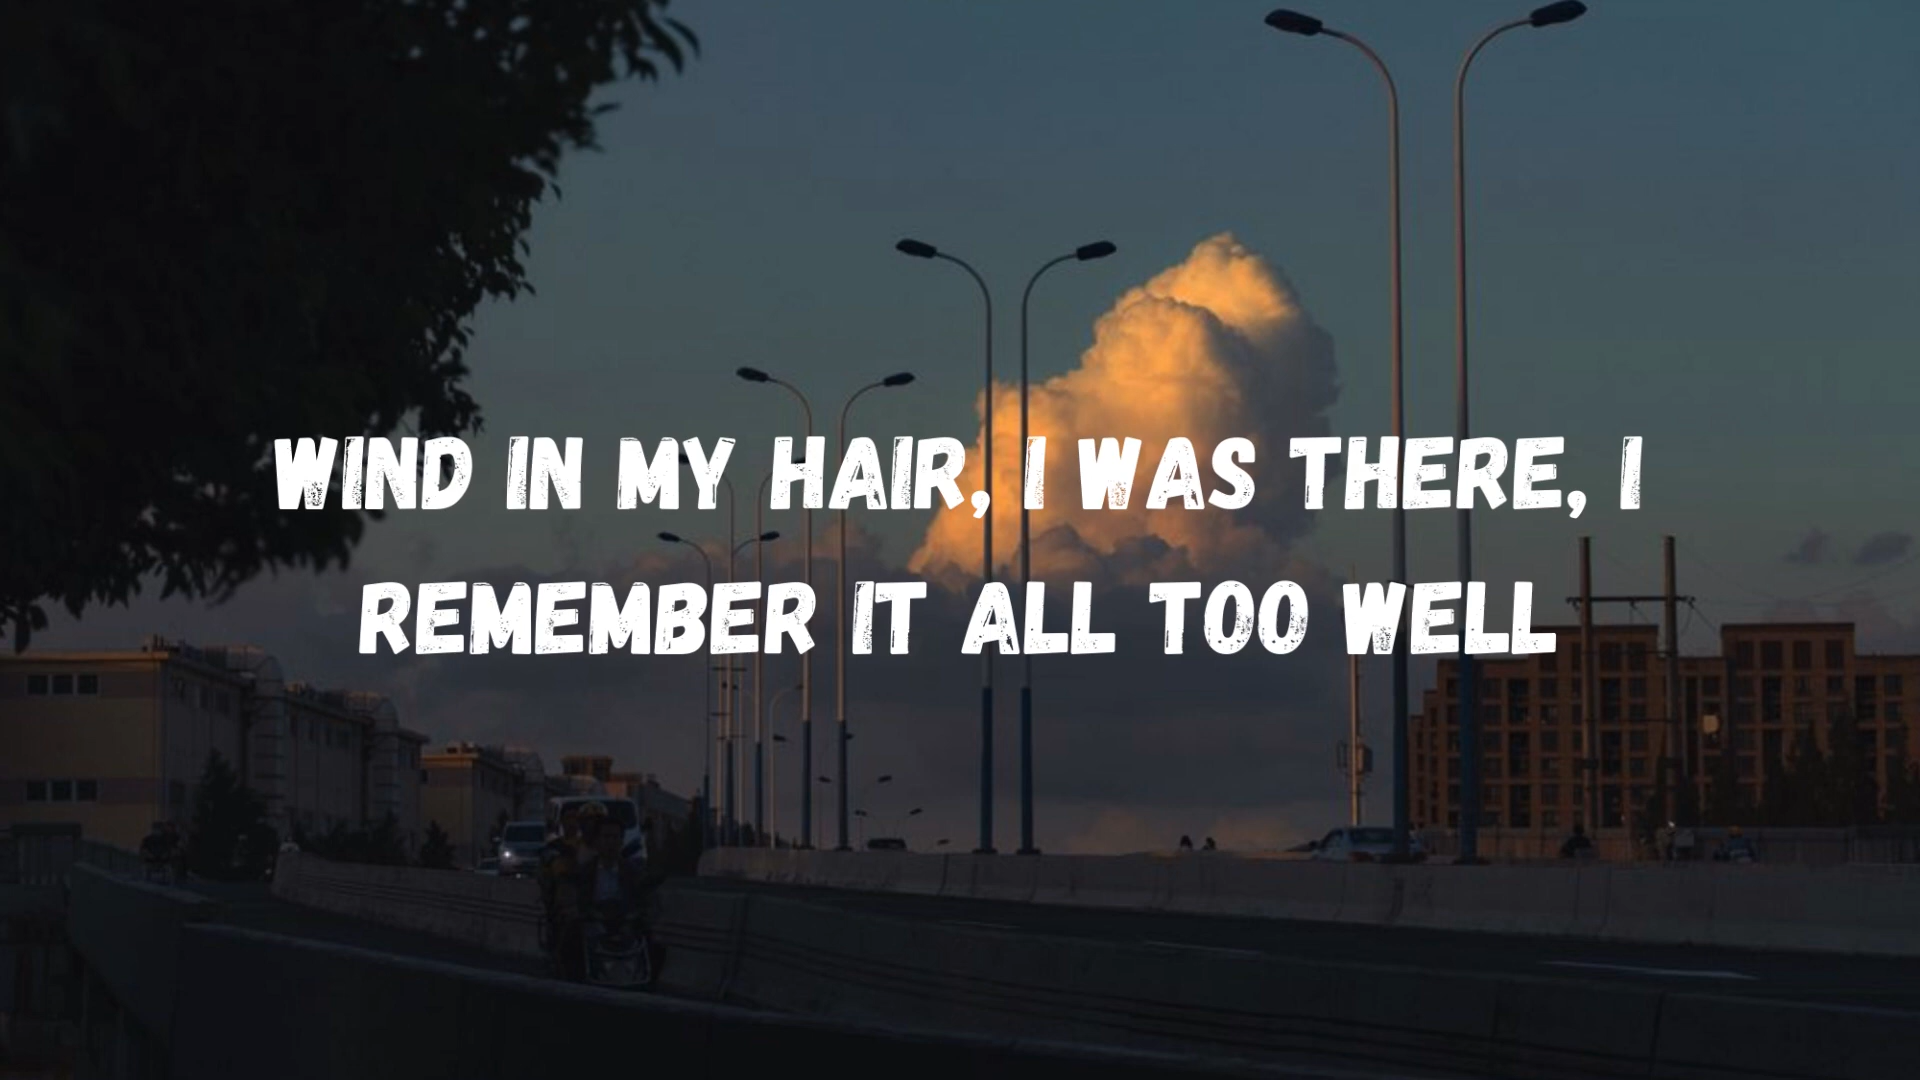 WIND IN MY HAIR, I WAS THERE, I
REMEMBER IT ALL TOO WELL